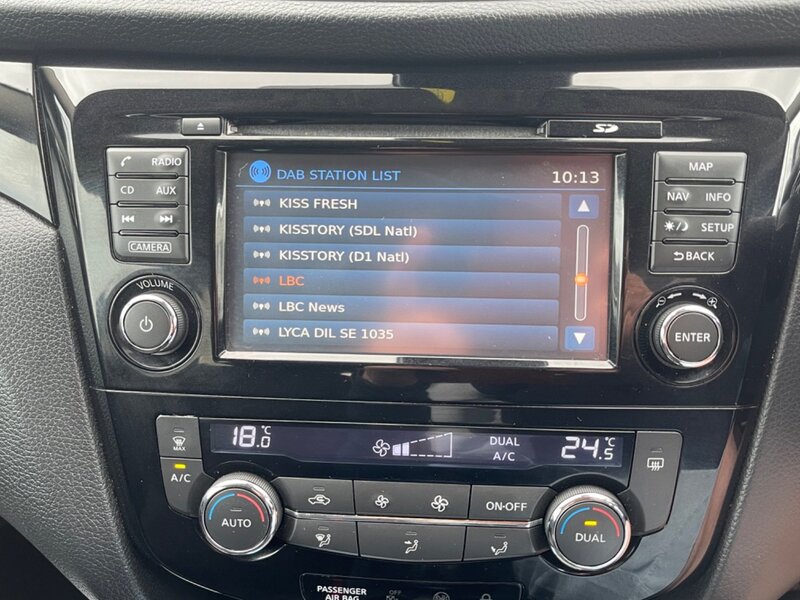 SD
RADIO
CD AUX
CAMERA
VOLUME
DAB STATION LIST 10:13
KISS FRESH
KISSTORY (SDL Natl)
KISSTORY (D1 Natl)
LBC
LBC News
LYCA DIL SE 1035
MAP
NAV INFO
SETUP
BACK
ENTER
18.0 °C
DUAL
A/C
24.5 °C
MAX
A/C
AUTO
ON·OFF
DUAL
PASSENGER
AIR BAG
OFF